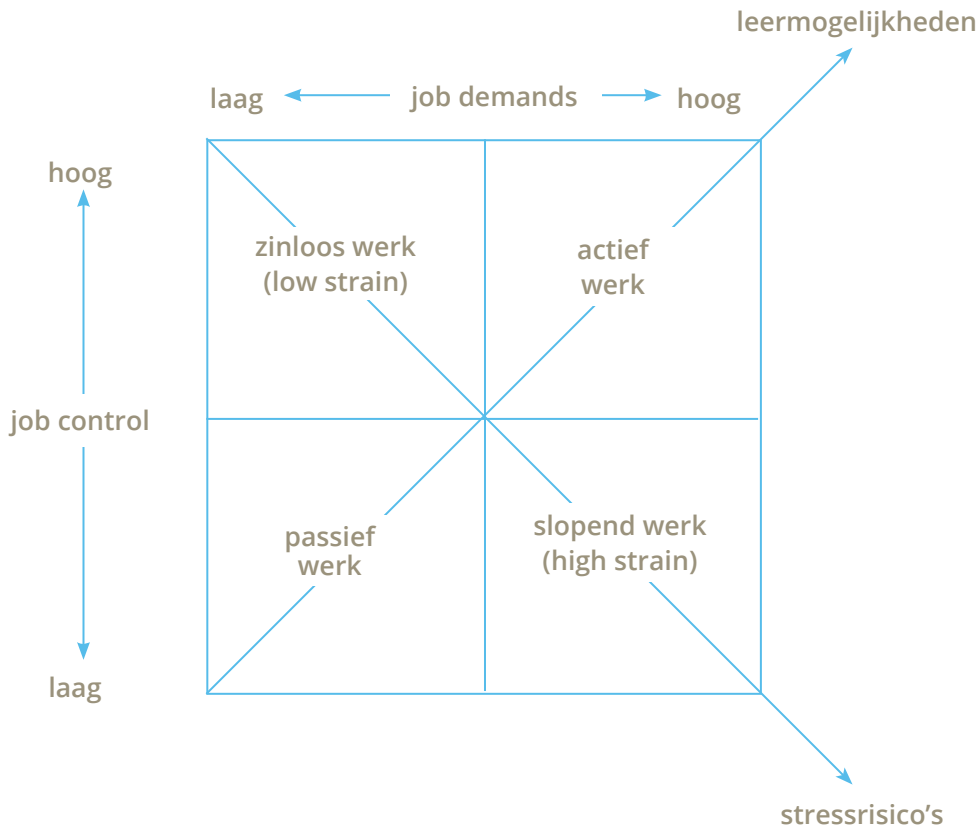 leermogelijkheden
laag
job demands
hoog
hoog
zinloos werk
(low strain)
actief
werk
job control
passief
werk
slopend werk
(high strain)
laag
stressrisico’s